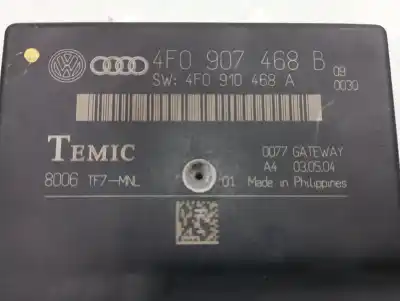 4F0 907 468 B
SW: 4F0 910 468 A
09
0030
TEMIC
0077 GATEWAY
A4 03.05.04
8006 TF7-MNL
01 Made in Philippines